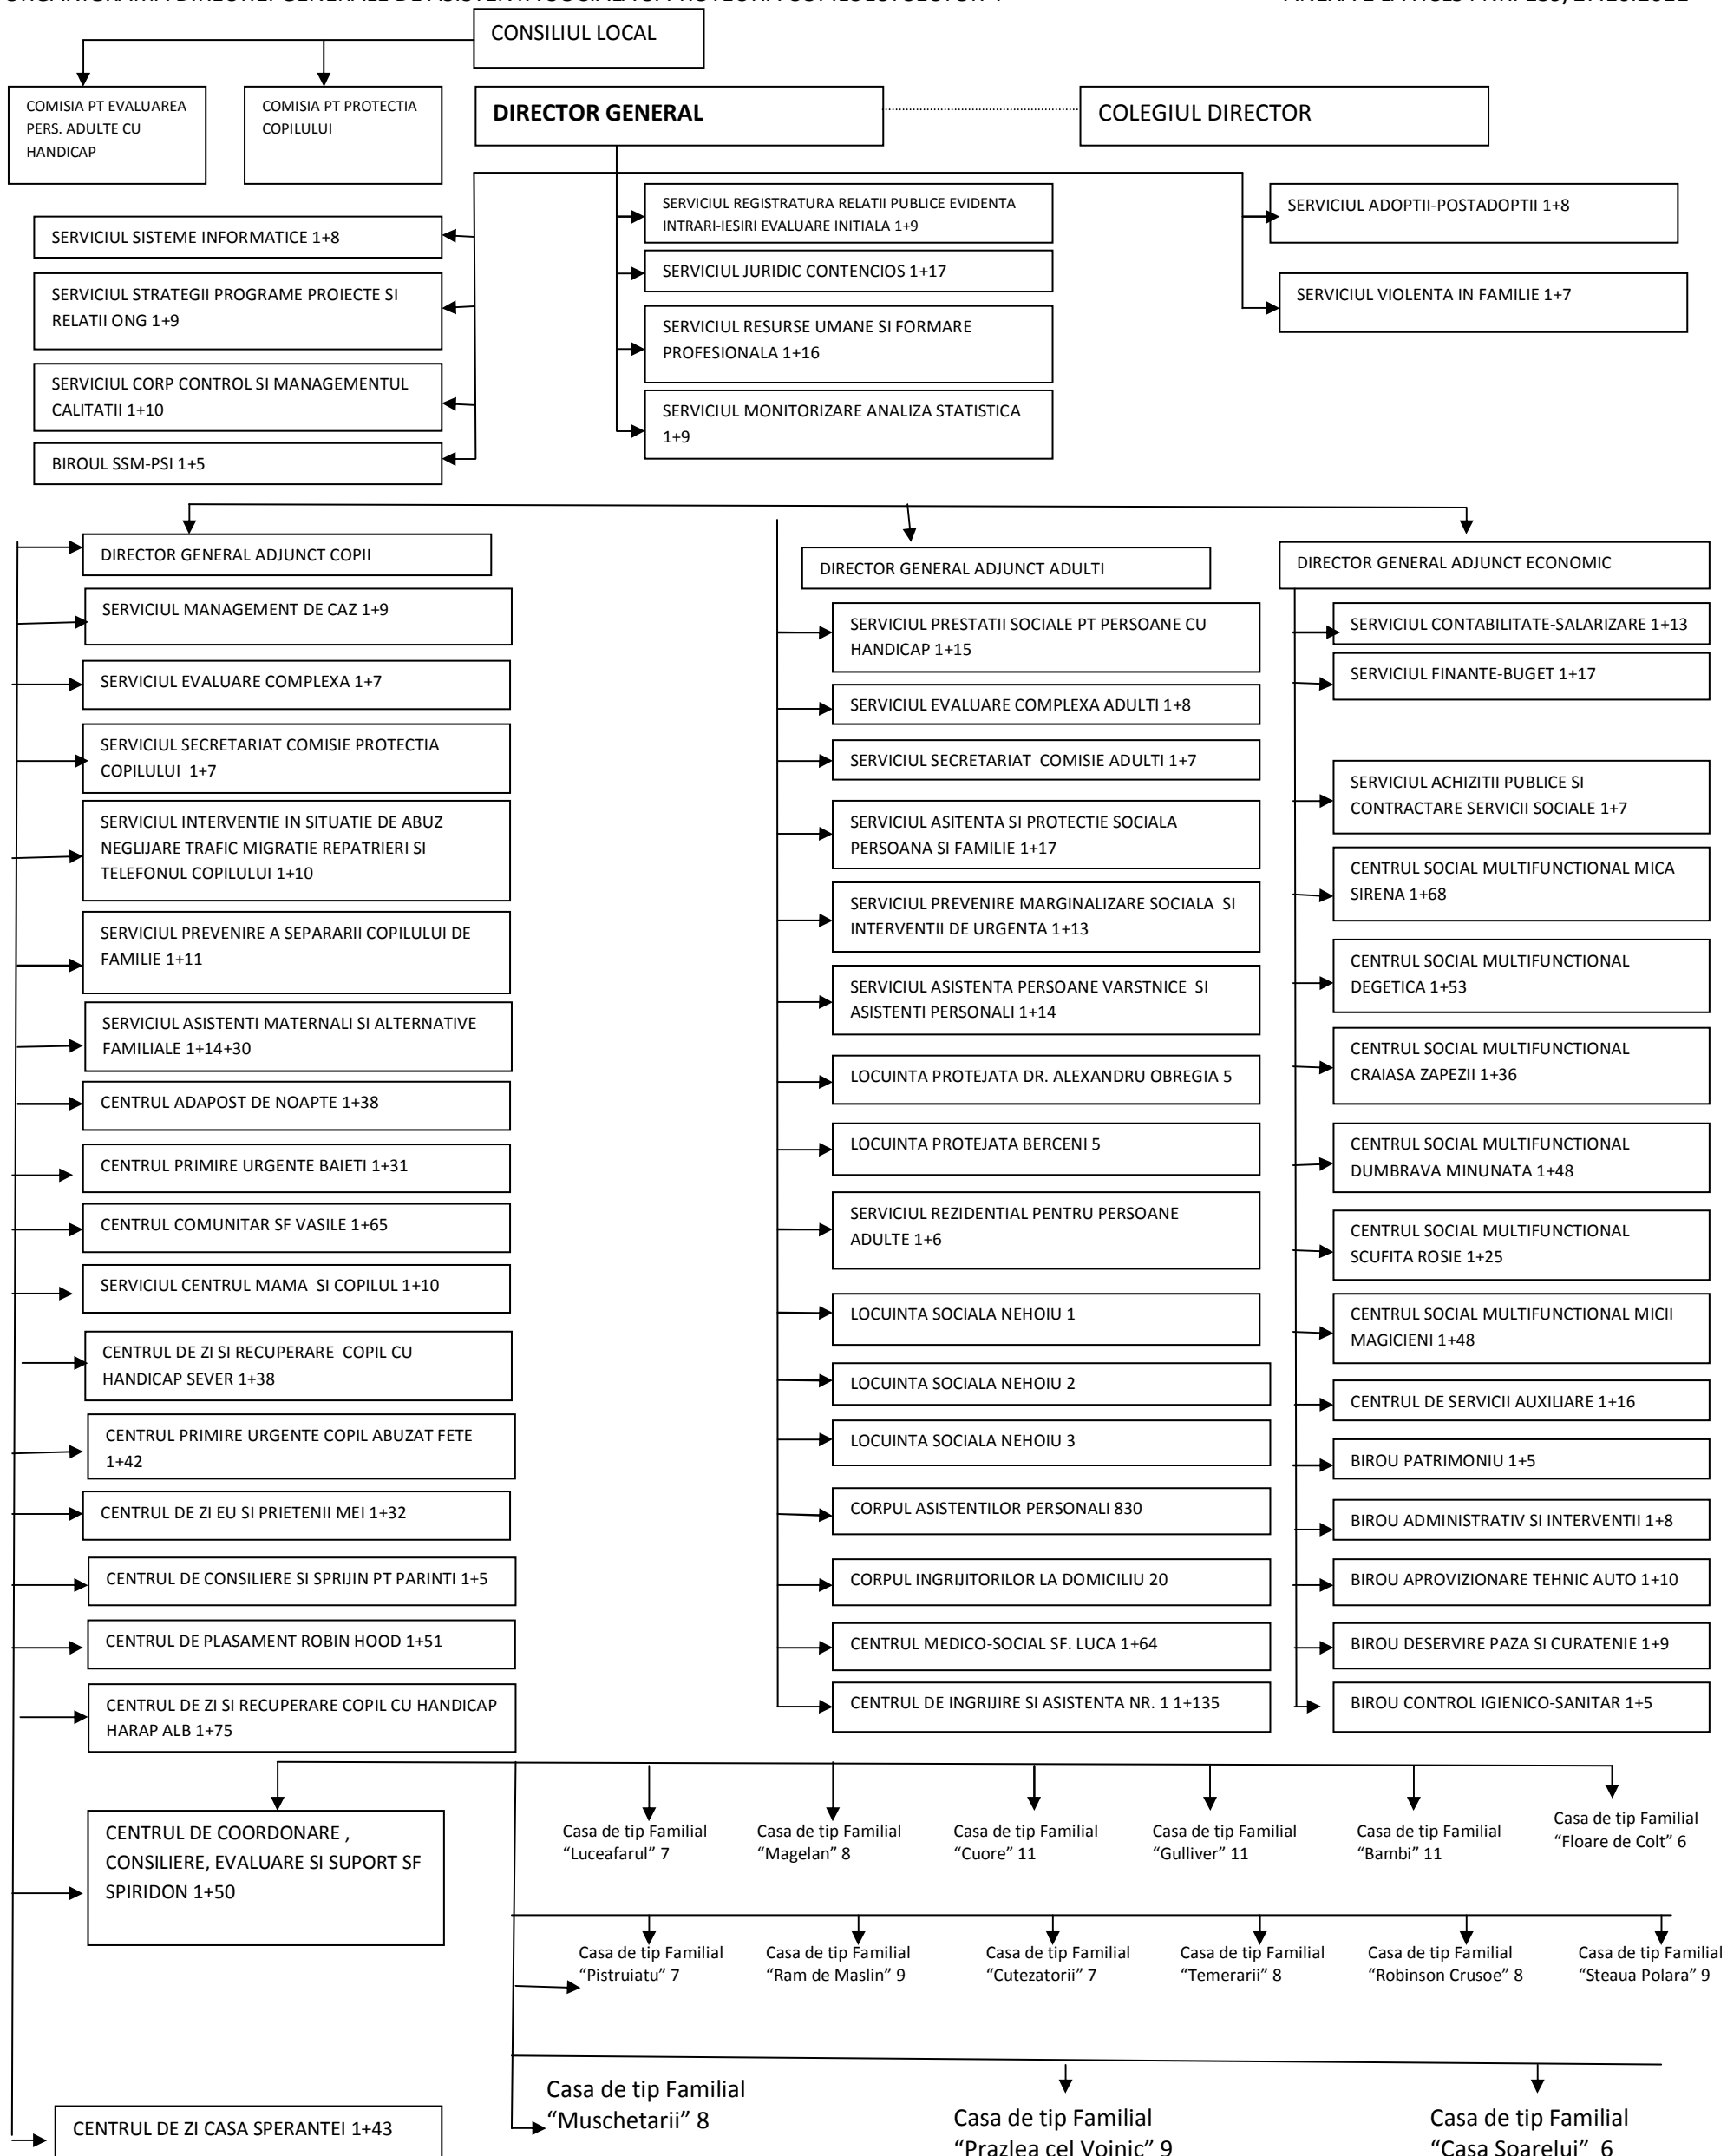 CONSILIUL LOCAL
COMISIA PT EVALUAREA
PERS. ADULTE CU
HANDICAP
COMISIA PT PROTECTIA
COPILULUI
DIRECTOR GENERAL
COLEGIUL DIRECTOR
SERVICIUL REGISTRATURA RELATII PUBLICE EVIDENTA
INTRARI-IESIRI EVALUARE INITIALA 1+9
SERVICIUL ADOPTII-POSTADOPTII 1+8
SERVICIUL SISTEME INFORMATICE 1+8
SERVICIUL JURIDIC CONTENCIOS 1+17
SERVICIUL STRATEGII PROGRAME PROIECTE SI
RELATII ONG 1+9
SERVICIUL VIOLENTA IN FAMILIE 1+7
SERVICIUL RESURSE UMANE SI FORMARE
PROFESIONALA 1+16
SERVICIUL CORP CONTROL SI MANAGEMENTUL
CALITATII 1+10
SERVICIUL MONITORIZARE ANALIZA STATISTICA
1+9
BIROUL SSM-PSI 1+5
DIRECTOR GENERAL ADJUNCT COPII
SERVICIUL MANAGEMENT DE CAZ 1+9
SERVICIUL EVALUARE COMPLEXA 1+7
SERVICIUL SECRETARIAT COMISIE PROTECTIA
COPILULUI 1+7
SERVICIUL INTERVENTIE IN SITUATIE DE ABUZ
NEGLIJARE TRAFIC MIGRATIE REPATRIERI SI
TELEFONUL COPILULUI 1+10
SERVICIUL PREVENIRE A SEPARARII COPILULUI DE
FAMILIE 1+11
SERVICIUL ASISTENTI MATERNALI SI ALTERNATIVE
FAMILIALE 1+14+30
CENTRUL ADAPOST DE NOAPTE 1+38
CENTRUL PRIMIRE URGENTE BAIETI 1+31
CENTRUL COMUNITAR SF VASILE 1+65
SERVICIUL CENTRUL MAMA SI COPILUL 1+10
CENTRUL DE ZI SI RECUPERARE COPIL CU
HANDICAP SEVER 1+38
CENTRUL PRIMIRE URGENTE COPIL ABUZAT FETE
1+42
CENTRUL DE ZI EU SI PRIETENII MEI 1+32
CENTRUL DE CONSILIERE SI SPRIJIN PT PARINTI 1+5
CENTRUL DE PLASAMENT ROBIN HOOD 1+51
CENTRUL DE ZI SI RECUPERARE COPIL CU HANDICAP
HARAP ALB 1+75
DIRECTOR GENERAL ADJUNCT ADULTI
SERVICIUL PRESTATII SOCIALE PT PERSOANE CU
HANDICAP 1+15
SERVICIUL EVALUARE COMPLEXA ADULTI 1+8
SERVICIUL SECRETARIAT COMISIE ADULTI 1+7
SERVICIUL ASITENTA SI PROTECTIE SOCIALA
PERSOANA SI FAMILIE 1+17
SERVICIUL PREVENIRE MARGINALIZARE SOCIALA SI
INTERVENTII DE URGENTA 1+13
SERVICIUL ASISTENTA PERSOANE VARSTNICE SI
ASISTENTI PERSONALI 1+14
LOCUINTA PROTEJATA DR. ALEXANDRU OBREGIA 5
LOCUINTA PROTEJATA BERCENI 5
SERVICIUL REZIDENTIAL PENTRU PERSOANE
ADULTE 1+6
LOCUINTA SOCIALA NEHOIU 1
LOCUINTA SOCIALA NEHOIU 2
LOCUINTA SOCIALA NEHOIU 3
CORPUL ASISTENTILOR PERSONALI 830
CORPUL INGRIJITORILOR LA DOMICILIU 20
CENTRUL MEDICO-SOCIAL SF. LUCA 1+64
CENTRUL DE INGRIJIRE SI ASISTENTA NR. 1 1+135
DIRECTOR GENERAL ADJUNCT ECONOMIC
SERVICIUL CONTABILITATE-SALARIZARE 1+13
SERVICIUL FINANTE-BUGET 1+17
SERVICIUL ACHIZITII PUBLICE SI
CONTRACTARE SERVICII SOCIALE 1+7
CENTRUL SOCIAL MULTIFUNCTIONAL MICA
SIRENA 1+68
CENTRUL SOCIAL MULTIFUNCTIONAL
DEGETICA 1+53
CENTRUL SOCIAL MULTIFUNCTIONAL
CRAIASA ZAPEZII 1+36
CENTRUL SOCIAL MULTIFUNCTIONAL
DUMBRAVA MINUNATA 1+48
CENTRUL SOCIAL MULTIFUNCTIONAL
SCUFITA ROSIE 1+25
CENTRUL SOCIAL MULTIFUNCTIONAL MICII
MAGICIENI 1+48
CENTRUL DE SERVICII AUXILIARE 1+16
BIROU PATRIMONIU 1+5
BIROU ADMINISTRATIV SI INTERVENTII 1+8
BIROU APROVIZIONARE TEHNIC AUTO 1+10
BIROU DESERVIRE PAZA SI CURATENIE 1+9
BIROU CONTROL IGIENICO-SANITAR 1+5
CENTRUL DE COORDONARE ,
CONSILIERE, EVALUARE SI SUPORT SF
SPIRIDON 1+50
Casa de tip Familial
“Luceafarul” 7
Casa de tip Familial
“Magelan” 8
Casa de tip Familial
“Cuore” 11
Casa de tip Familial
“Gulliver” 11
Casa de tip Familial
“Bambi” 11
Casa de tip Familial
“Floare de Colt” 6
Casa de tip Familial
“Pistruiatu” 7
Casa de tip Familial
“Ram de Maslin” 9
Casa de tip Familial
“Cutezatorii” 7
Casa de tip Familial
“Temerarii” 8
Casa de tip Familial
“Robinson Crusoe” 8
Casa de tip Familial
“Steaua Polara” 9
Casa de tip Familial
“Muschetarii” 8
Casa de tip Familial
“Prazlea cel Voinic” 9
Casa de tip Familial
“Casa Soarelui” 6
CENTRUL DE ZI CASA SPERANTEI 1+43